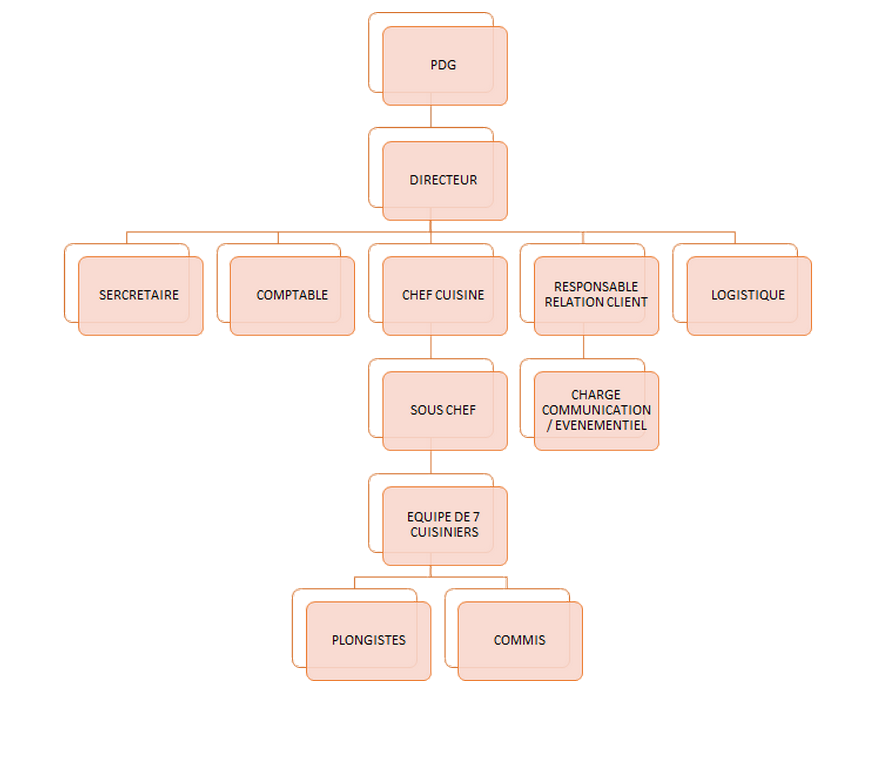 PDG
DIRECTEUR
SERCRETAIRE
COMPTABLE
CHEF CUISINE
RESPONSABLE
RELATION CLIENT
LOGISTIQUE
SOUS CHEF
CHARGE
COMMUNICATION
/ EVENEMENTIEL
EQUIPE DE 7
CUISINIERS
PLONGISTES
COMMIS